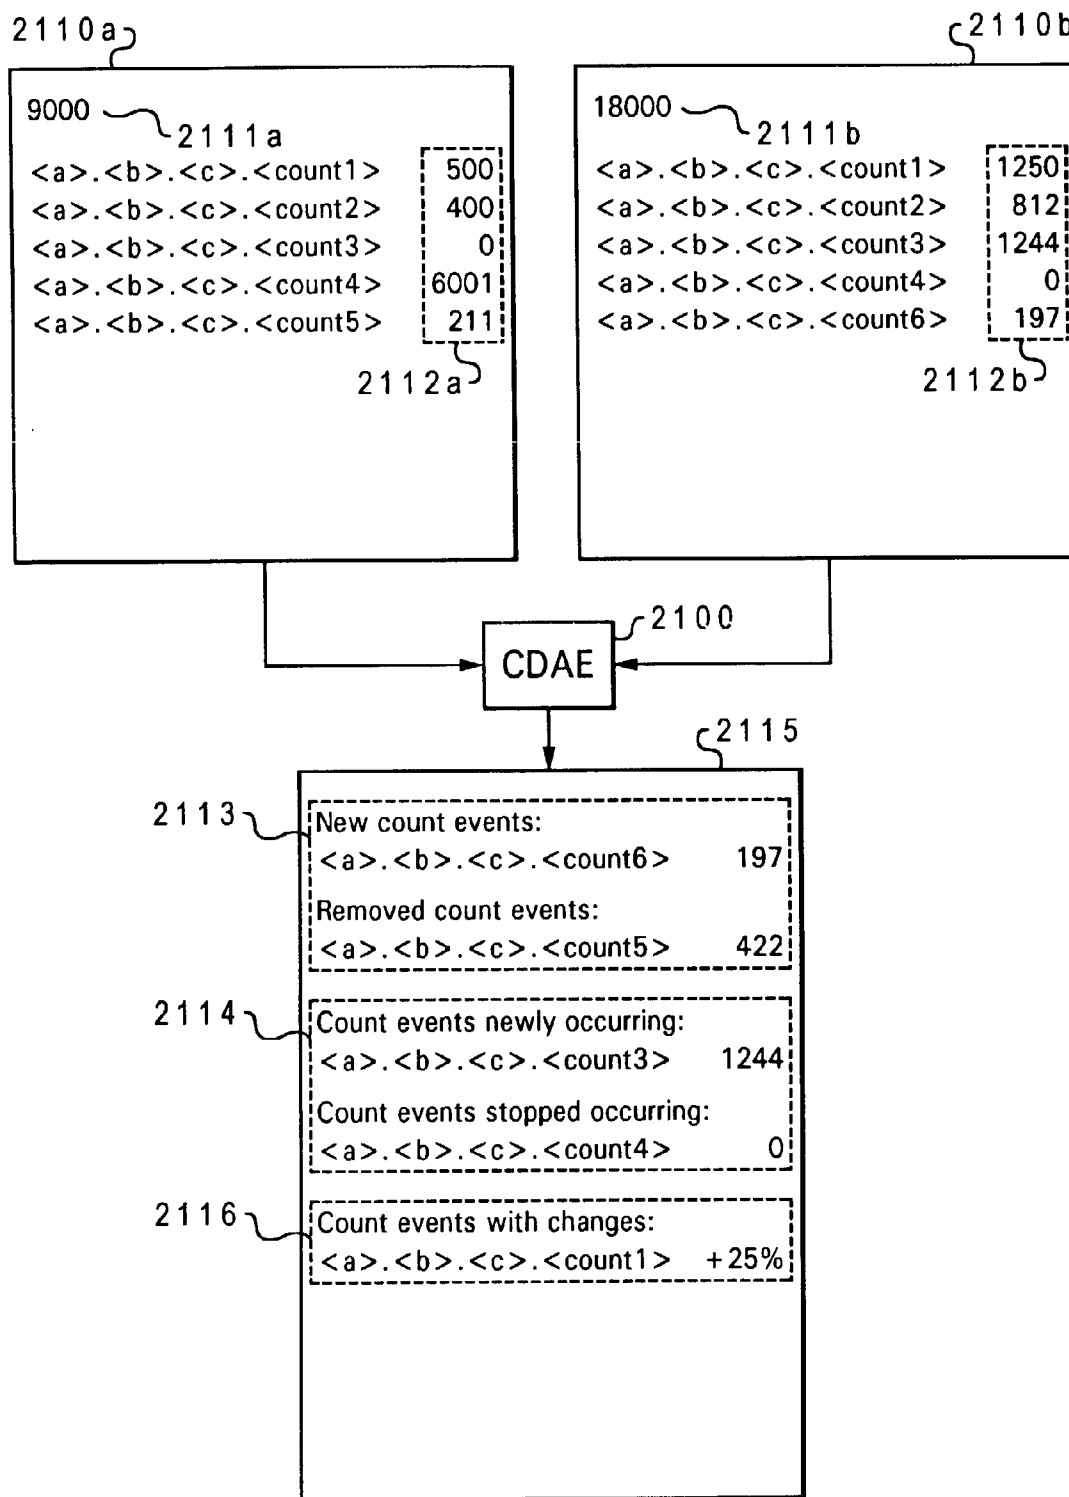 2110a
9000
2111a
<a>.<b>.<c>.<count1> 500
<a>.<b>.<c>.<count2> 400
<a>.<b>.<c>.<count3> 0
<a>.<b>.<c>.<count4> 6001
<a>.<b>.<c>.<count5> 211
2112a
2110b
18000
2111b
<a>.<b>.<c>.<count1> 1250
<a>.<b>.<c>.<count2> 812
<a>.<b>.<c>.<count3> 1244
<a>.<b>.<c>.<count4> 0
<a>.<b>.<c>.<count6> 197
2112b
2100
CDAE
2115
2113
New count events:
<a>.<b>.<c>.<count6> 197
Removed count events:
<a>.<b>.<c>.<count5> 422
2114
Count events newly occurring:
<a>.<b>.<c>.<count3> 1244
Count events stopped occurring:
<a>.<b>.<c>.<count4> 0
2116
Count events with changes:
<a>.<b>.<c>.<count1> +25%